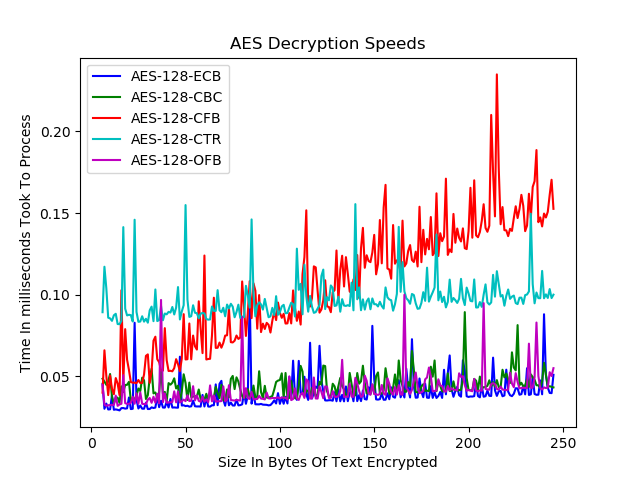 AES Decryption Speeds
AES-128-ECB
AES-128-CBC
AES-128-CFB
AES-128-CTR
AES-128-OFB
Time In milliseconds Took To Process
0.20
0.15
0.10
0.05
0
50
100
150
200
250
Size In Bytes Of Text Encrypted